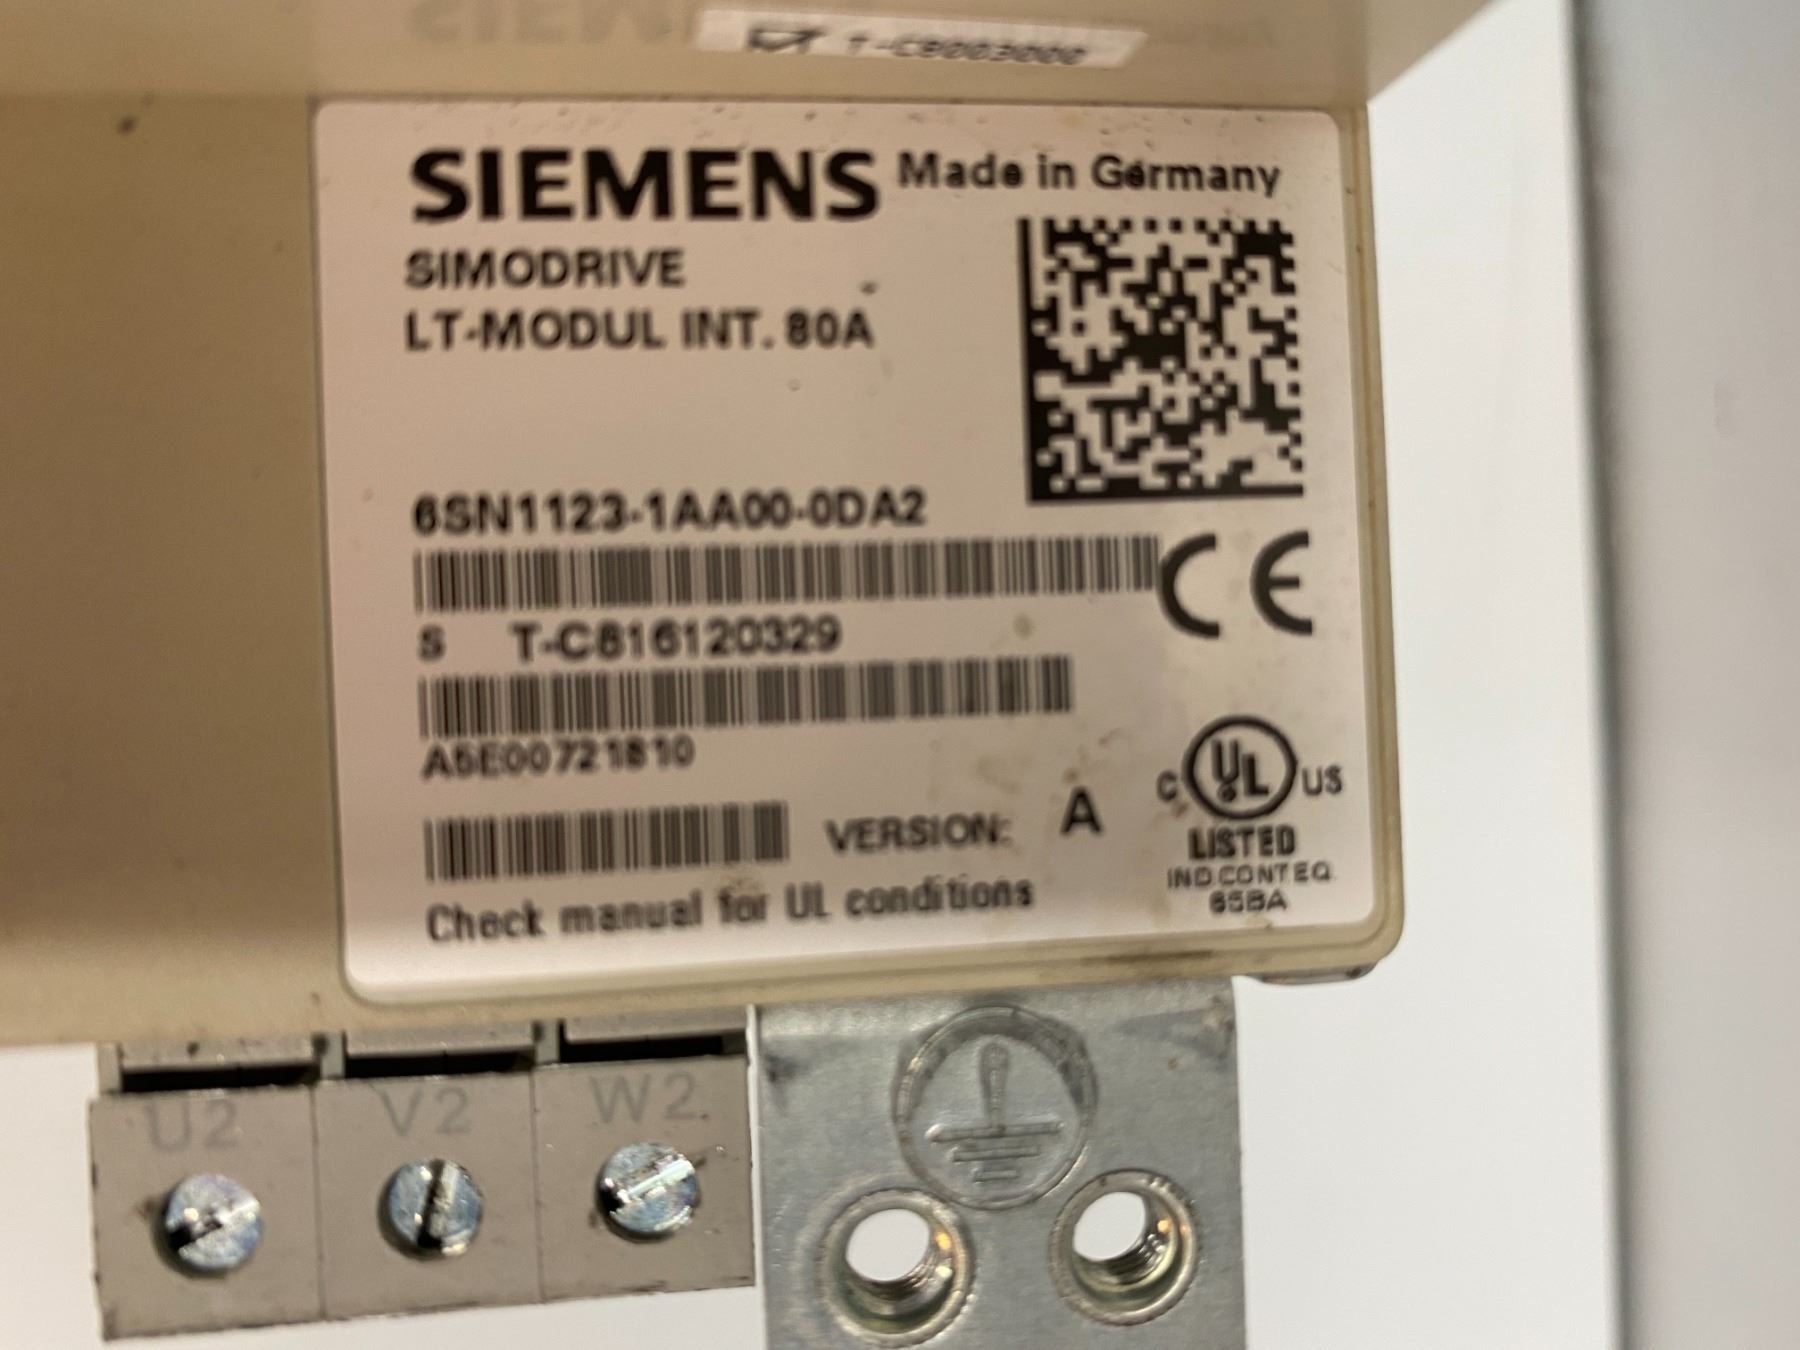 SIEMENS Made in Germany
SIMODRIVE
LT-MODUL INT. 80A
6SN1123-1AA00-0DA2
CE
S T-C816120329
A5E00721810
VERSION: A
C UL US
LISTED
IND.CONT.EQ.
65BA
Check manual for UL conditions
U2 V2 W2